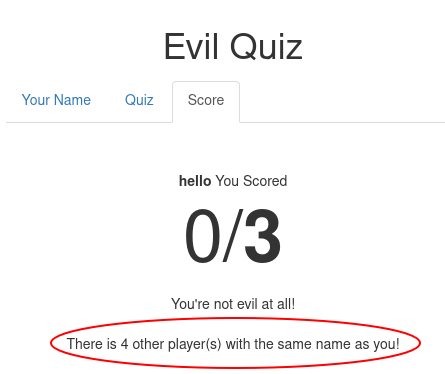 Evil Quiz
Your Name Quiz Score
hello You Scored
0/3
You're not evil at all!
There is 4 other player(s) with the same name as you!